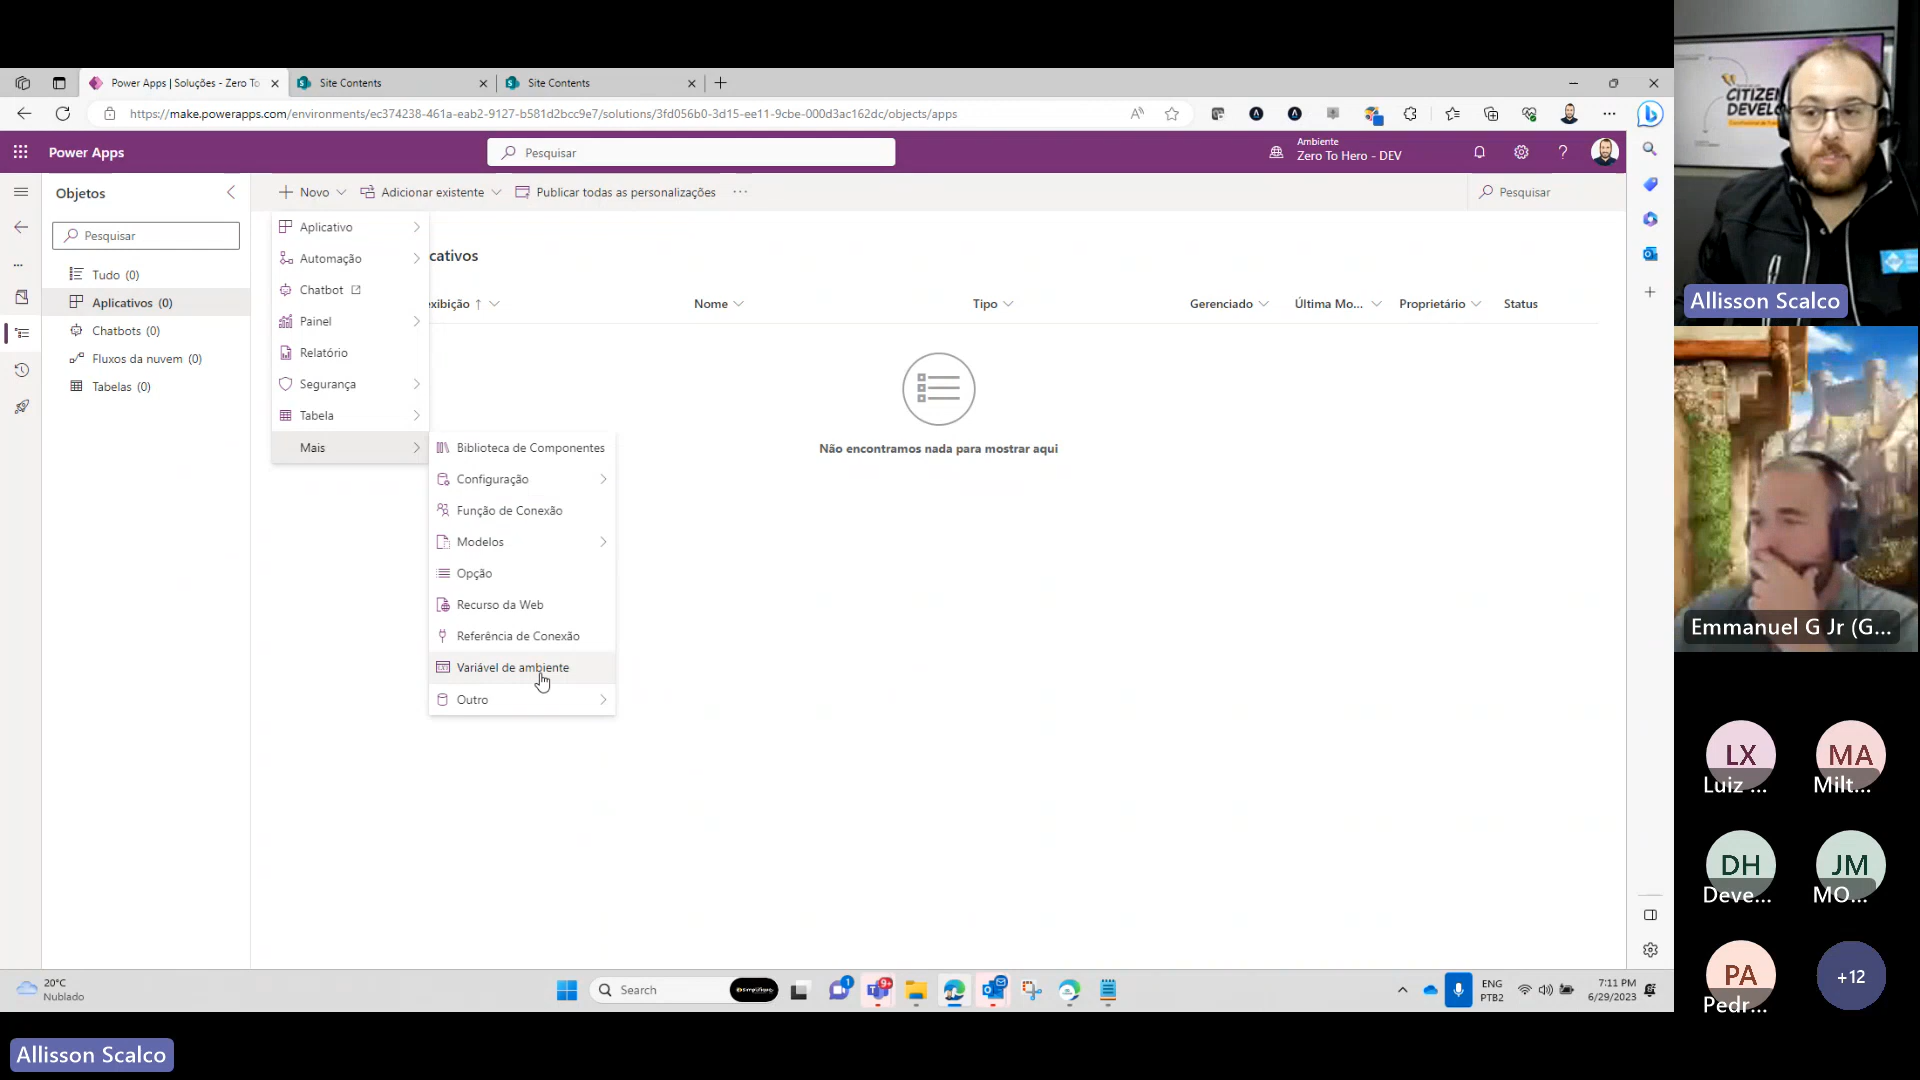 Power Apps | Soluções - Zero To
Site Contents
Site Contents
https://make.powerapps.com/environments/ec374238-461a-eab2-9127-b581d2bcc9e7/solutions/3fd056b0-3d15-ee11-9cbe-000d3ac162dc/objects/apps
Power Apps
Pesquisar
Ambiente
Zero To Hero - DEV
Objetos
Novo
Adicionar existente
Publicar todas as personalizações
Pesquisar
Pesquisar
Tudo (0)
Aplicativos (0)
Chatbots (0)
Fluxos da nuvem (0)
Tabelas (0)
Aplicativo
Automação
Chatbot
Painel
Relatório
Segurança
Tabela
Mais
Biblioteca de Componentes
Configuração
Função de Conexão
Modelos
Opção
Recurso da Web
Referência de Conexão
Variável de ambiente
Outro
cativos
exibição ↑
Nome
Tipo
Gerenciado
Última Mo...
Proprietário
Status
Não encontramos nada para mostrar aqui
CITIZEN
DEVELO
Allisson Scalco
Emmanuel G Jr (G...
LX
Luiz ...
MA
Milt...
DH
Deve...
JM
MO...
PA
Pedr...
+12
20°C
Nublado
Search
1
9+
ENG
PTB2
7:11 PM
6/29/2023
Allisson Scalco